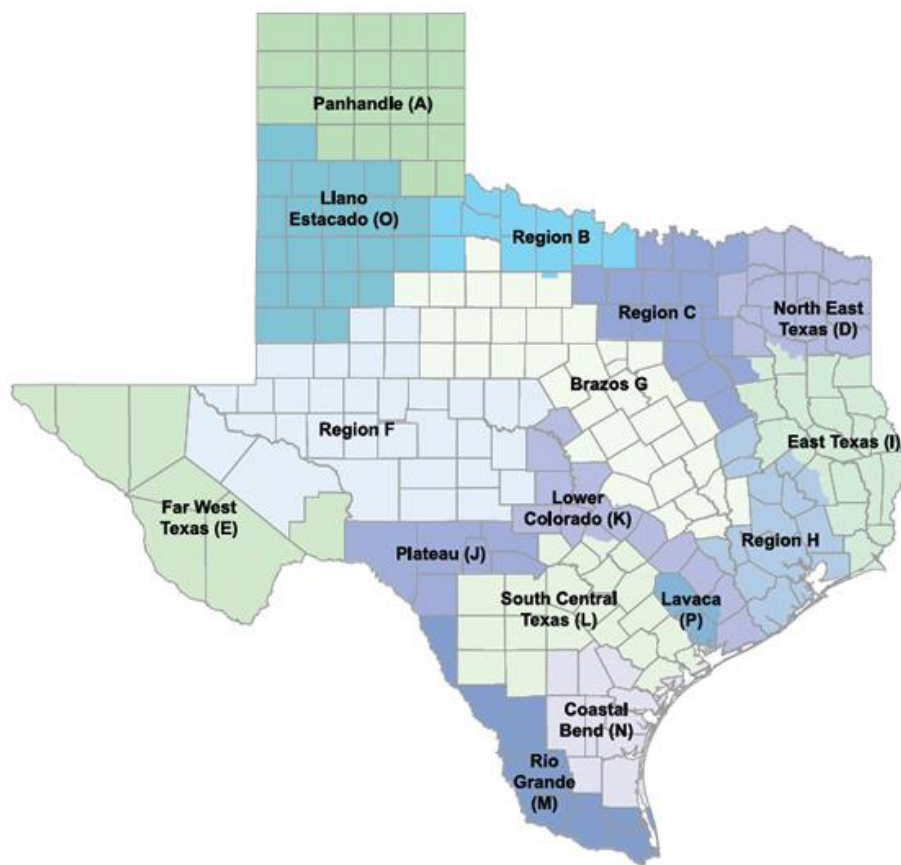 Panhandle (A)
Llano
Estacado (O)
Region B
Region C
North East
Texas (D)
Brazos G
Region F
East Texas (I)
Far West
Texas (E)
Lower
Colorado (K)
Plateau (J)
Region H
South Central
Texas (L)
Lavaca
(P)
Coastal
Bend (N)
Rio
Grande
(M)